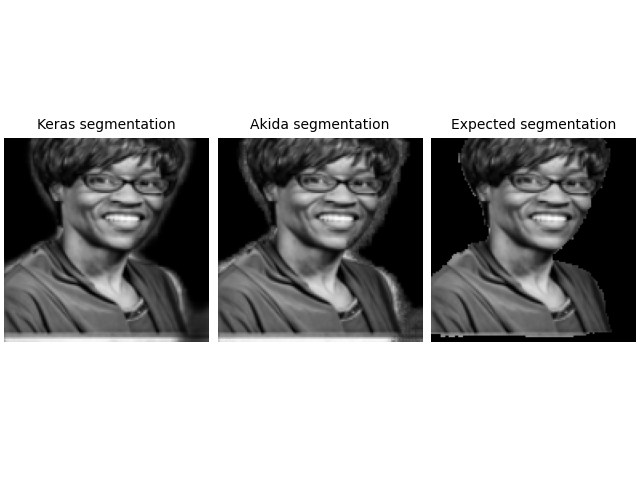 Keras segmentation
Akida segmentation
Expected segmentation